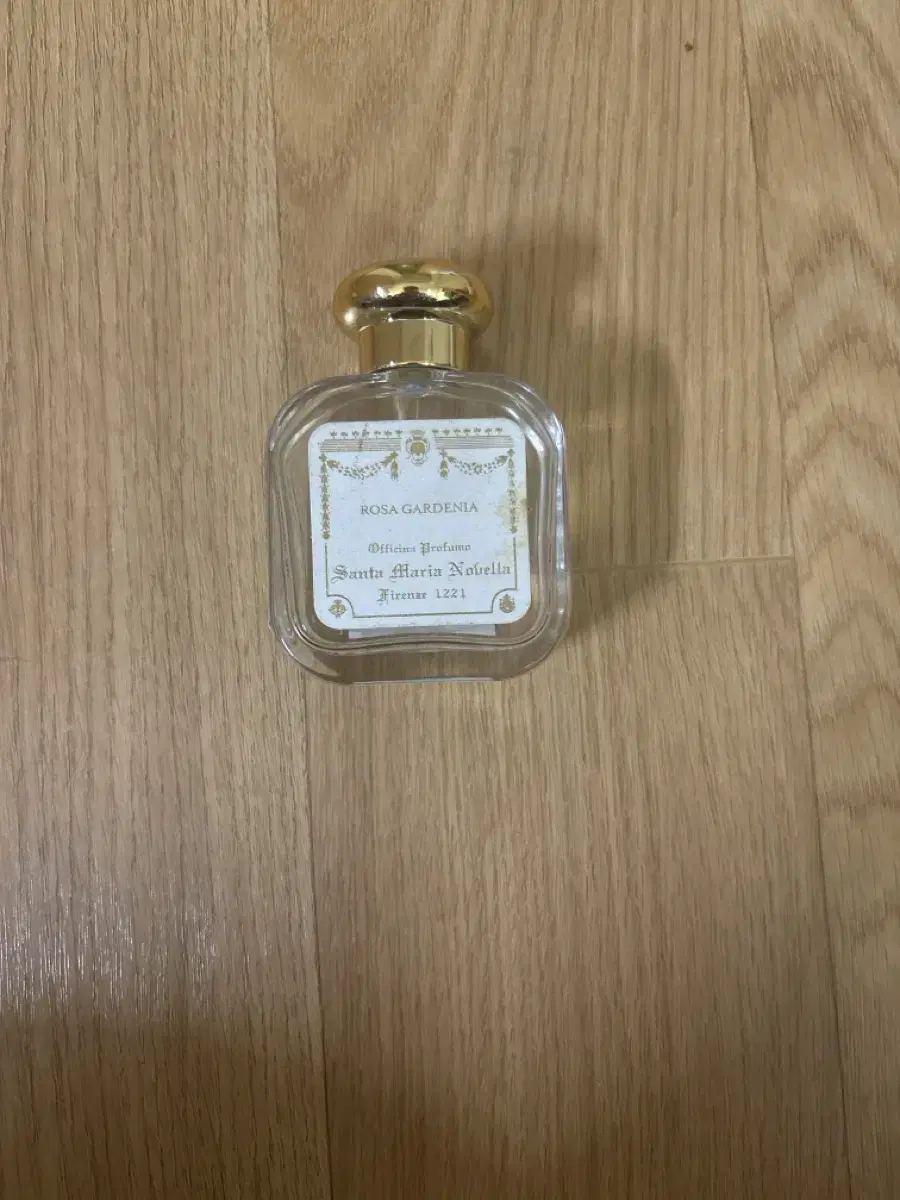 ROSA GARDENIA
Officina Profumo
Santa Maria Novella
Firenze 1221